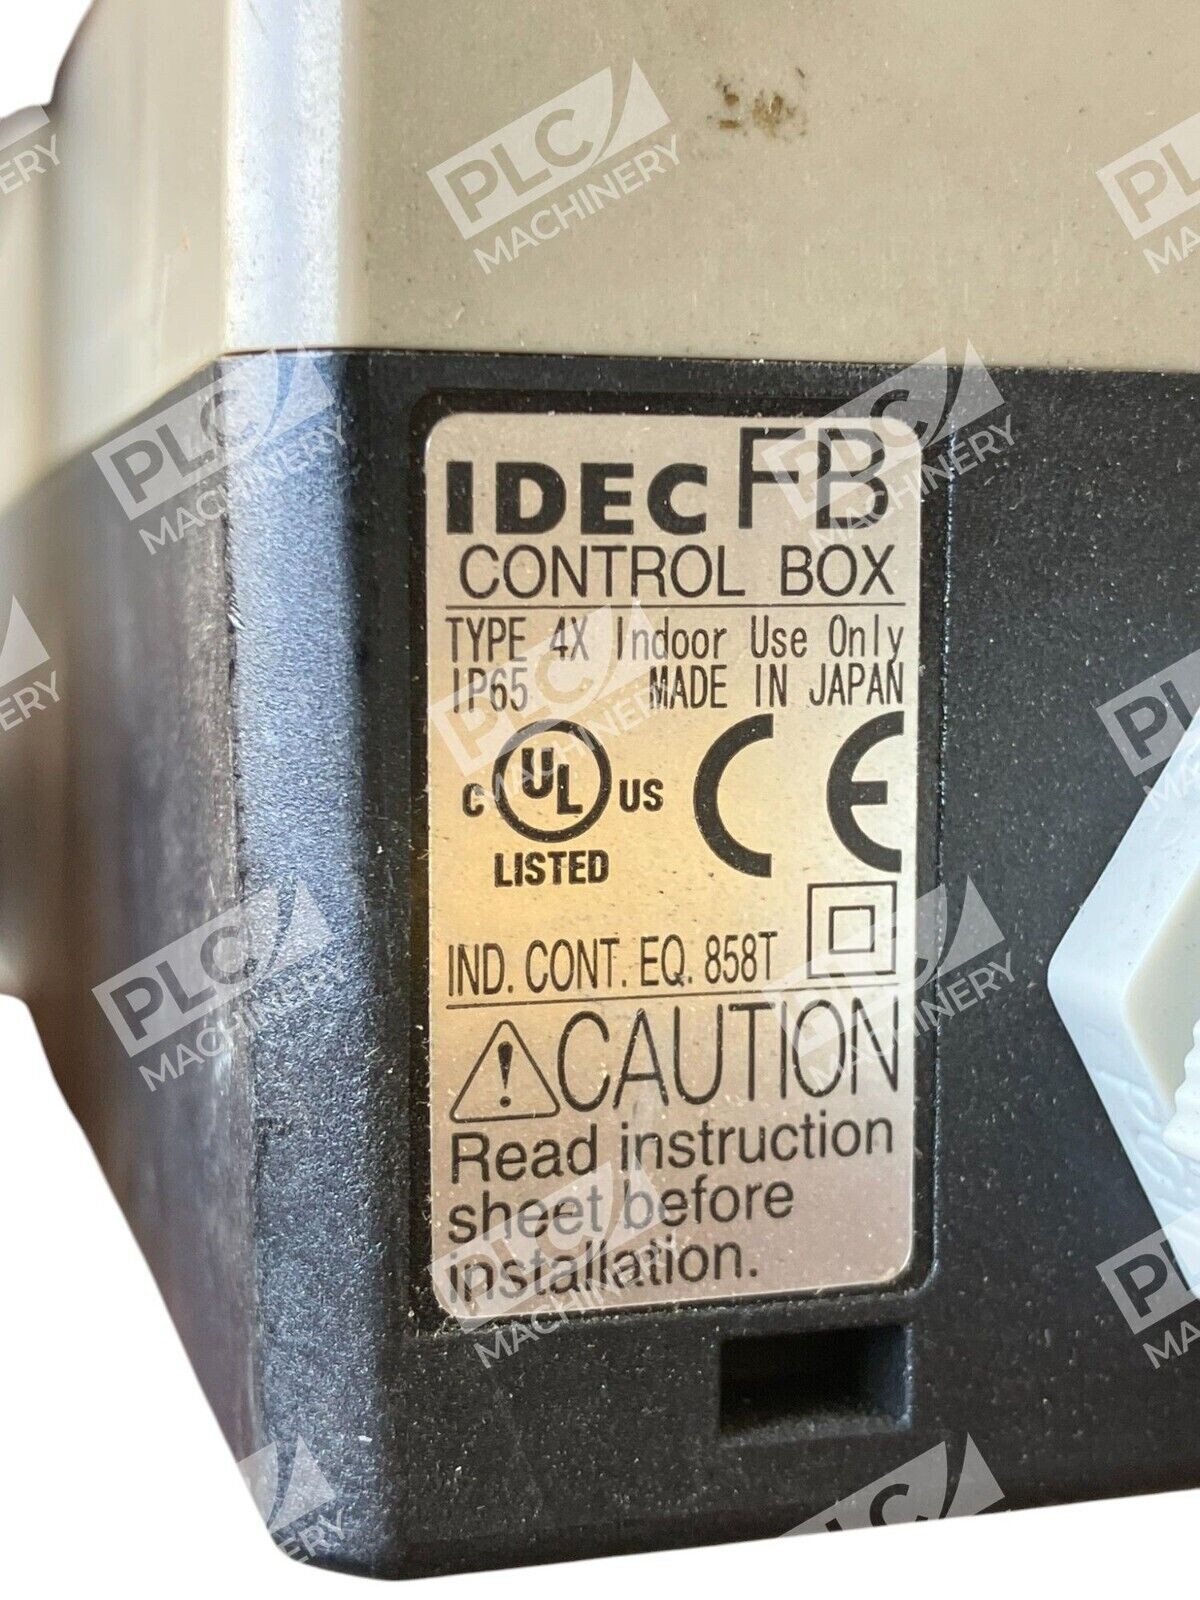 IDEC FB
CONTROL BOX
TYPE 4X Indoor Use Only
IP65 MADE IN JAPAN
C UL US CE
LISTED
IND. CONT. EQ. 858T
CAUTION
Read instruction
sheet before
installation.
PLC
MACHINERY